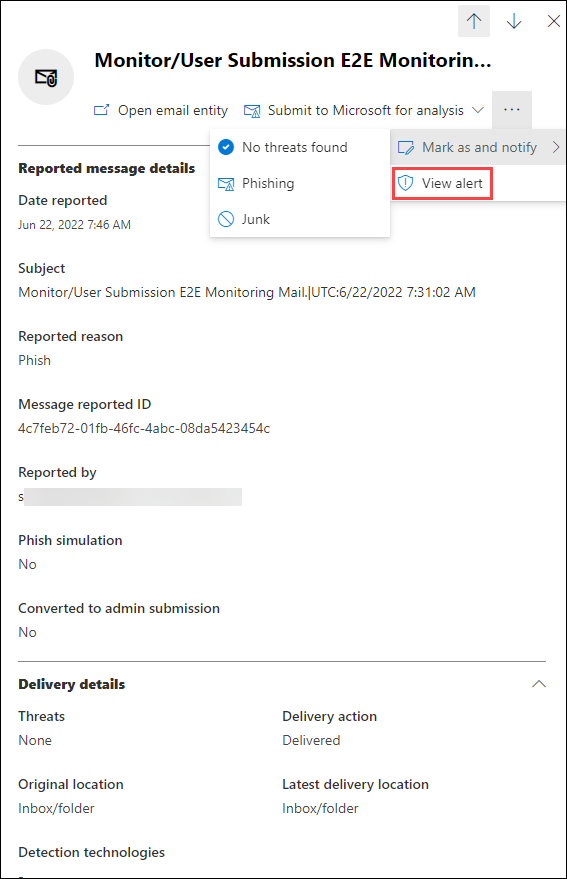 Monitor/User Submission E2E Monitorin...
Open email entity
Submit to Microsoft for analysis
...
No threats found
Mark as and notify
Phishing
View alert
Junk
Reported message details
Date reported
Jun 22, 2022 7:46 AM
Subject
Monitor/User Submission E2E Monitoring Mail.|UTC:6/22/2022 7:31:02 AM
Reported reason
Phish
Message reported ID
4c7feb72-01fb-46fc-4abc-08da5423454c
Reported by
s
Phish simulation
No
Converted to admin submission
No
Delivery details
Threats
Delivery action
None
Delivered
Original location
Latest delivery location
Inbox/folder
Inbox/folder
Detection technologies